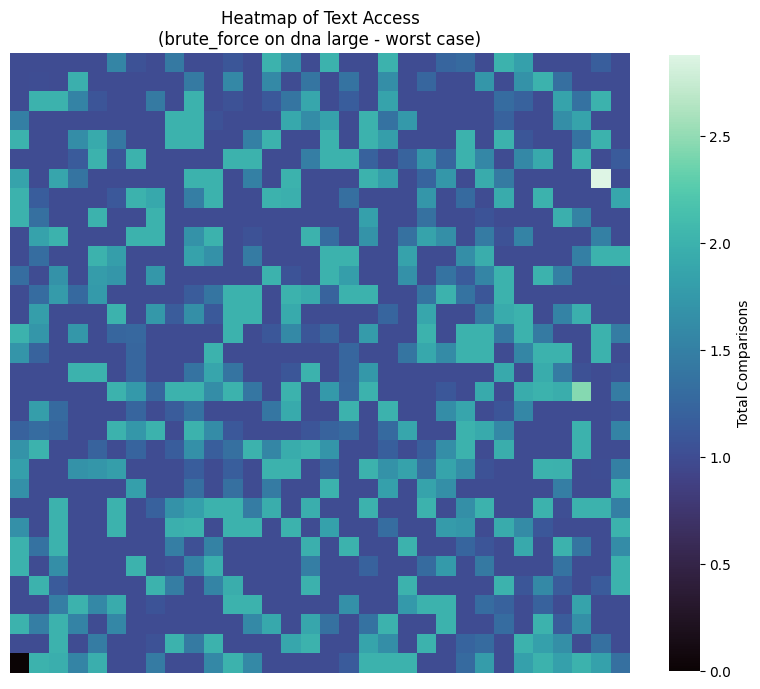 Heatmap of Text Access
(brute_force on dna large - worst case)
2.5
2.0
1.5
1.0
0.5
0.0
Total Comparisons